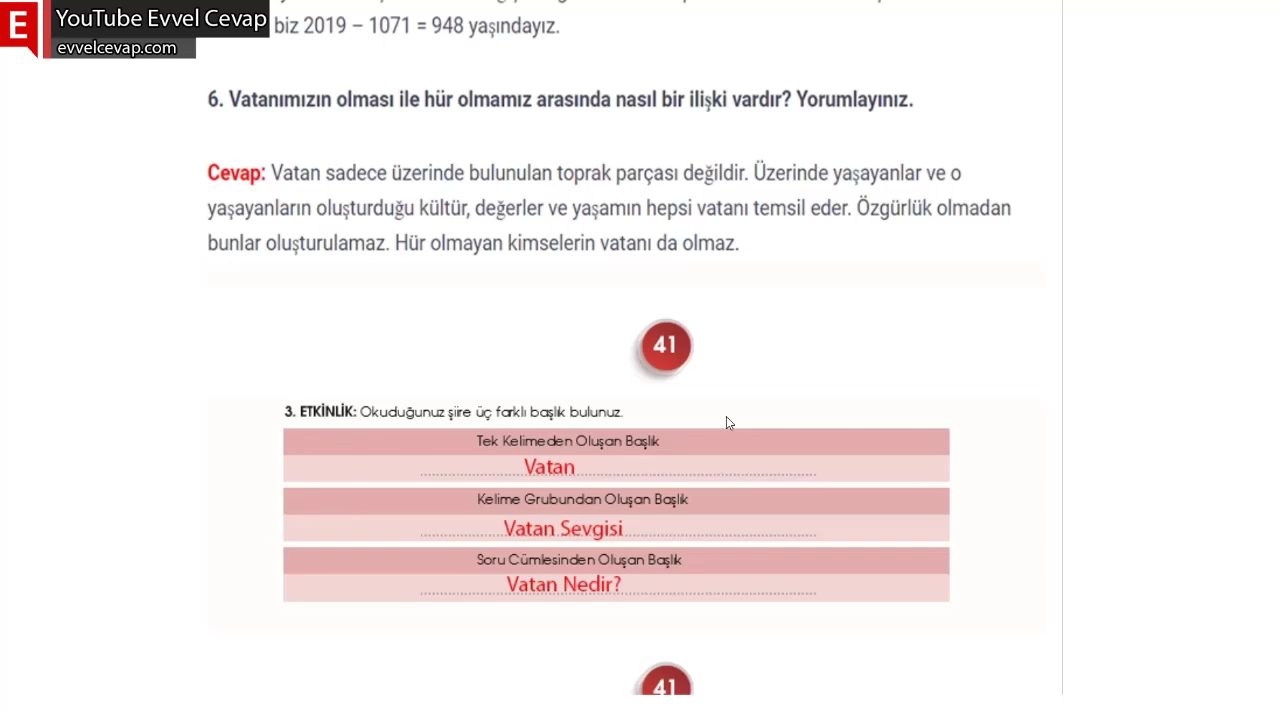 E
YouTube Evvel Cevap
evvelcevap.com
biz 2019 – 1071 = 948 yaşındayız.
6. Vatanımızın olması ile hür olmamız arasında nasıl bir ilişki vardır? Yorumlayınız.
Cevap: Vatan sadece üzerinde bulunulan toprak parçası değildir. Üzerinde yaşayanlar ve o
yaşayanların oluşturduğu kültür, değerler ve yaşamın hepsi vatanı temsil eder. Özgürlük olmadan
bunlar oluşturulamaz. Hür olmayan kimselerin vatanı da olmaz.
41
3. ETKİNLİK: Okuduğunuz şiire üç farklı başlık bulunuz.
Tek Kelimeden Oluşan Başlık
Vatan
Kelime Grubundan Oluşan Başlık
Vatan Sevgisi
Soru Cümlesinden Oluşan Başlık
Vatan Nedir?
41